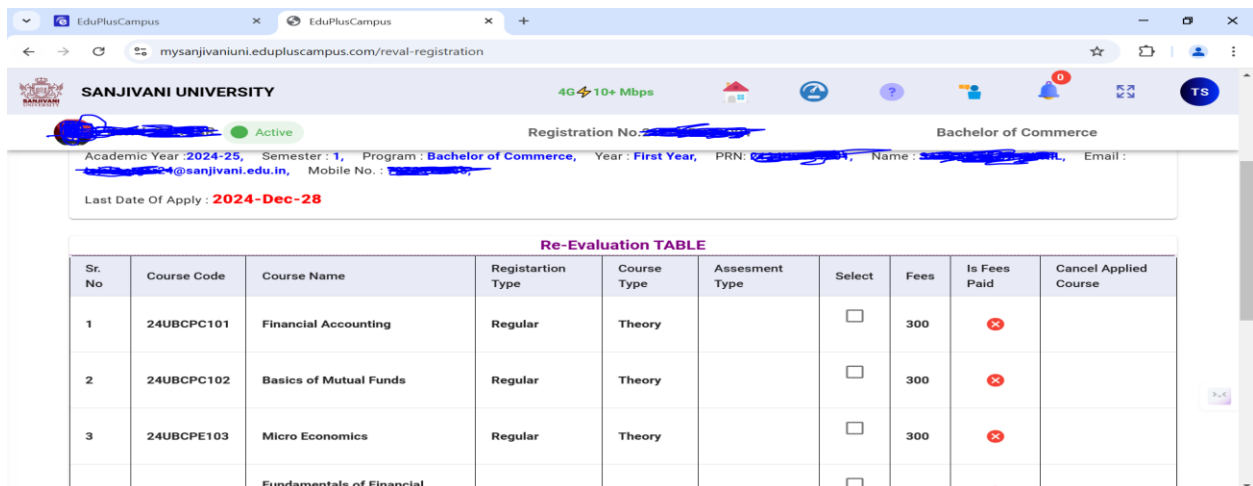 EduPlusCampus
EduPlusCampus
mysanjivaniuni.edupluscampus.com/reval-registration
SANJIVANI UNIVERSITY 4G 10+ Mbps ? 0 TS
SANJIVANI UNIVERSITY
Active Registration No. Bachelor of Commerce
Academic Year :2024-25, Semester : 1, Program : Bachelor of Commerce, Year : First Year, PRN: Name : Email :
@sanjivani.edu.in, Mobile No. :
Last Date Of Apply : 2024-Dec-28
Re-Evaluation TABLE
Sr. No Course Code Course Name Registartion Type Course Type Assesment Type Select Fees Is Fees Paid Cancel Applied Course
1 24UBCPC101 Financial Accounting Regular Theory 300
2 24UBCPC102 Basics of Mutual Funds Regular Theory 300
3 24UBCPE103 Micro Economics Regular Theory 300
Fundamentals of Financial